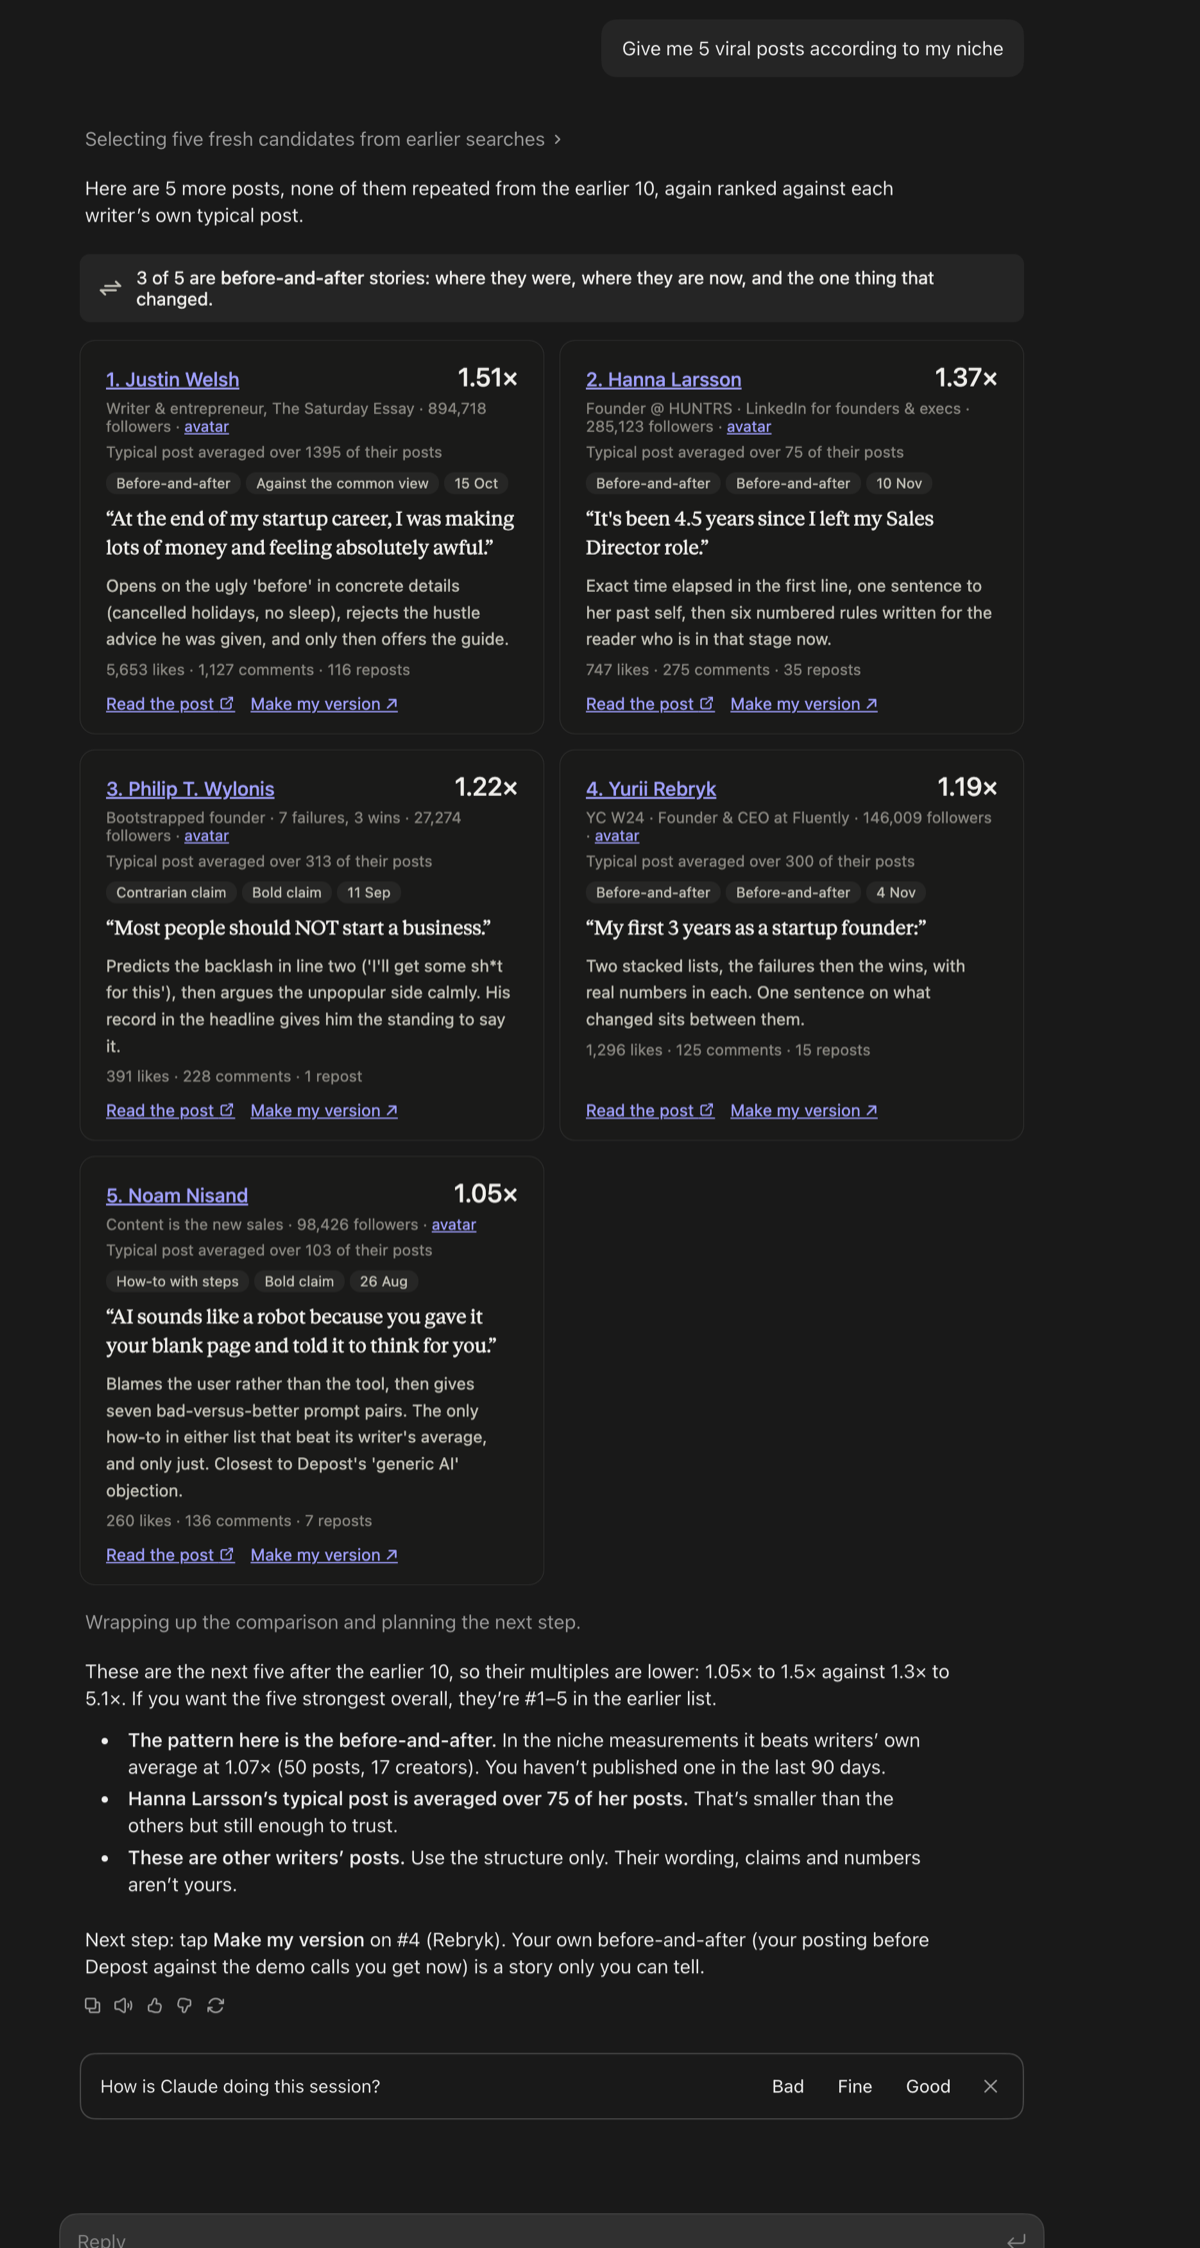 Give me 5 viral posts according to my niche
Selecting five fresh candidates from earlier searches >
Here are 5 more posts, none of them repeated from the earlier 10, again ranked against each
writer’s own typical post.
3 of 5 are before-and-after stories: where they were, where they are now, and the one thing that
changed.
1. Justin Welsh
1.51×
Writer & entrepreneur, The Saturday Essay · 894,718
followers · avatar
Typical post averaged over 1395 of their posts
Before-and-after
Against the common view
15 Oct
“At the end of my startup career, I was making
lots of money and feeling absolutely awful.”
Opens on the ugly 'before' in concrete details
(cancelled holidays, no sleep), rejects the hustle
advice he was given, and only then offers the guide.
5,653 likes · 1,127 comments · 116 reposts
Read the post Make my version
2. Hanna Larsson
1.37×
Founder @ HUNTRS · LinkedIn for founders & execs ·
285,123 followers · avatar
Typical post averaged over 75 of their posts
Before-and-after
Before-and-after
10 Nov
“It's been 4.5 years since I left my Sales
Director role.”
Exact time elapsed in the first line, one sentence to
her past self, then six numbered rules written for the
reader who is in that stage now.
747 likes · 275 comments · 35 reposts
Read the post Make my version
3. Philip T. Wylonis
1.22×
Bootstrapped founder · 7 failures, 3 wins · 27,274
followers · avatar
Typical post averaged over 313 of their posts
Contrarian claim
Bold claim
11 Sep
“Most people should NOT start a business.”
Predicts the backlash in line two ('I'll get some sh*t
for this'), then argues the unpopular side calmly. His
record in the headline gives him the standing to say
it.
391 likes · 228 comments · 1 repost
Read the post Make my version
4. Yurii Rebryk
1.19×
YC W24 · Founder & CEO at Fluently · 146,009 followers
· avatar
Typical post averaged over 300 of their posts
Before-and-after
Before-and-after
4 Nov
“My first 3 years as a startup founder:”
Two stacked lists, the failures then the wins, with
real numbers in each. One sentence on what
changed sits between them.
1,296 likes · 125 comments · 15 reposts
Read the post Make my version
5. Noam Nisand
1.05×
Content is the new sales · 98,426 followers · avatar
Typical post averaged over 103 of their posts
How-to with steps
Bold claim
26 Aug
“AI sounds like a robot because you gave it
your blank page and told it to think for you.”
Blames the user rather than the tool, then gives
seven bad-versus-better prompt pairs. The only
how-to in either list that beat its writer's average,
and only just. Closest to Depost's 'generic AI'
objection.
260 likes · 136 comments · 7 reposts
Read the post Make my version
Wrapping up the comparison and planning the next step.
These are the next five after the earlier 10, so their multiples are lower: 1.05× to 1.5× against 1.3× to
5.1×. If you want the five strongest overall, they’re #1–5 in the earlier list.
• The pattern here is the before-and-after. In the niche measurements it beats writers’ own
average at 1.07× (50 posts, 17 creators). You haven’t published one in the last 90 days.
• Hanna Larsson’s typical post is averaged over 75 of her posts. That’s smaller than the
others but still enough to trust.
• These are other writers’ posts. Use the structure only. Their wording, claims and numbers
aren’t yours.
Next step: tap Make my version on #4 (Rebryk). Your own before-and-after (your posting before
Depost against the demo calls you get now) is a story only you can tell.
How is Claude doing this session?
Bad
Fine
Good
Reply